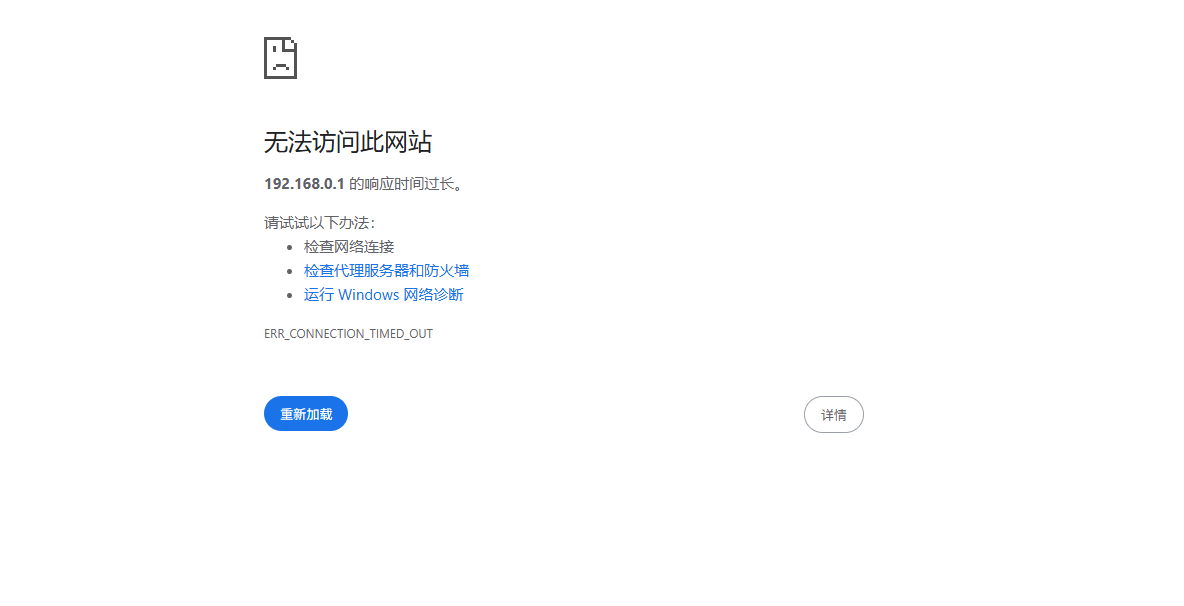 无法访问此网站
192.168.0.1 的响应时间过长。
请试试以下办法：
检查网络连接
检查代理服务器和防火墙
运行 Windows 网络诊断
ERR_CONNECTION_TIMED_OUT
重新加载
详情